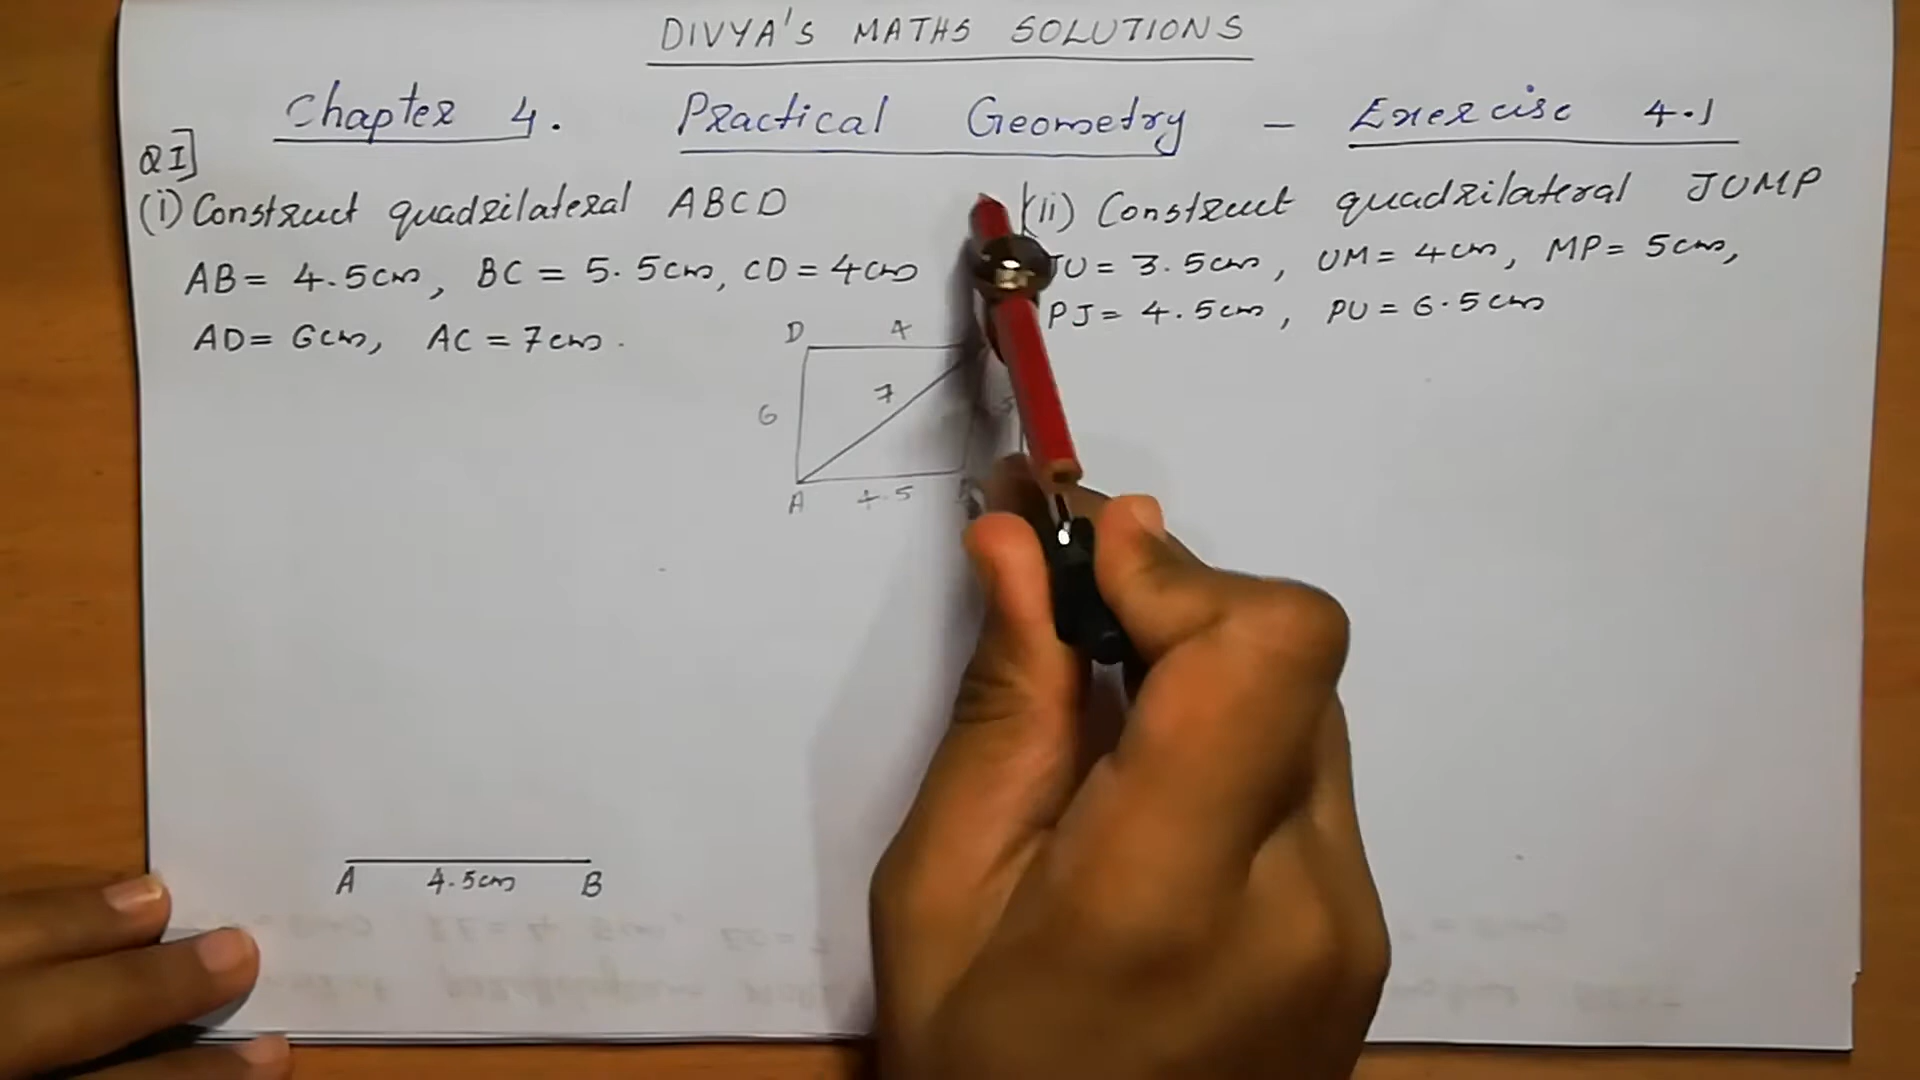 DIVYA'S MATHS SOLUTIONS
Chapter 4. Practical Geometry - Exercise 4.1
Q I]
(i) Construct quadrilateral ABCD
AB = 4.5cm, BC = 5.5cm, CD = 4cm
AD = 6cm, AC = 7cm.
D 4
7
6
5
A 4.5
(ii) Construct quadrilateral JUMP
JU = 3.5cm, UM = 4cm, MP = 5cm,
PJ = 4.5cm, PU = 6.5cm
A 4.5cm B